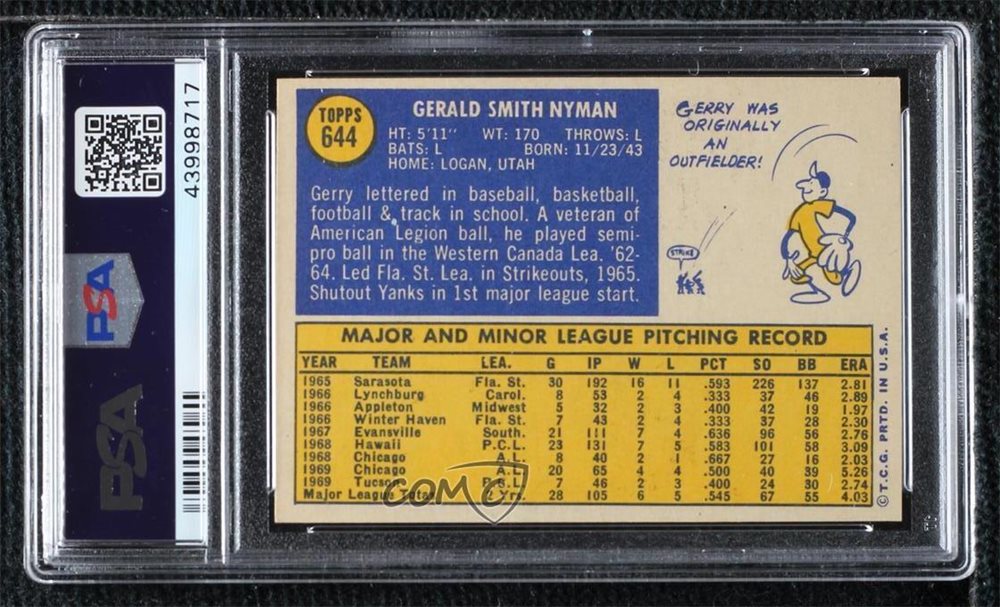 43998717
PSA
PSA
TOPPS
644
GERALD SMITH NYMAN
HT: 5'11" WT: 170 THROWS: L
BATS: L BORN: 11/23/43
HOME: LOGAN, UTAH
Gerry lettered in baseball, basketball,
football & track in school. A veteran of
American Legion ball, he played semi-
pro ball in the Western Canada Lea. '62-
64. Led Fla. St. Lea. in Strikeouts, 1965.
Shutout Yanks in 1st major league start.
GERRY WAS
ORIGINALLY
AN
OUTFIELDER!
STRIKE
MAJOR AND MINOR LEAGUE PITCHING RECORD
YEAR TEAM LEA. G IP W L PCT SO BB ERA
1965 Sarasota Fla. St. 30 192 16 11 .593 226 137 2.81
1966 Lynchburg Carol. 8 53 2 4 .333 37 46 2.89
1966 Appleton Midwest 5 32 2 3 .400 42 19 1.97
1966 Winter Haven Fla. St. 7 43 2 4 .333 37 28 2.30
1967 Evansville South. 21 111 7 4 .636 96 56 2.76
1968 Hawaii P.C.L. 23 131 7 5 .583 101 58 3.09
1968 Chicago A.L. 8 40 2 1 .667 27 16 2.03
1969 Chicago A.L. 20 65 4 4 .500 40 39 5.26
1969 Tucson P.C.L. 7 46 2 3 .400 24 30 2.74
Major League Total 2 Yrs. 28 105 6 5 .545 67 55 4.03
© T.C.G. PRTD. IN U.S.A.
COMC